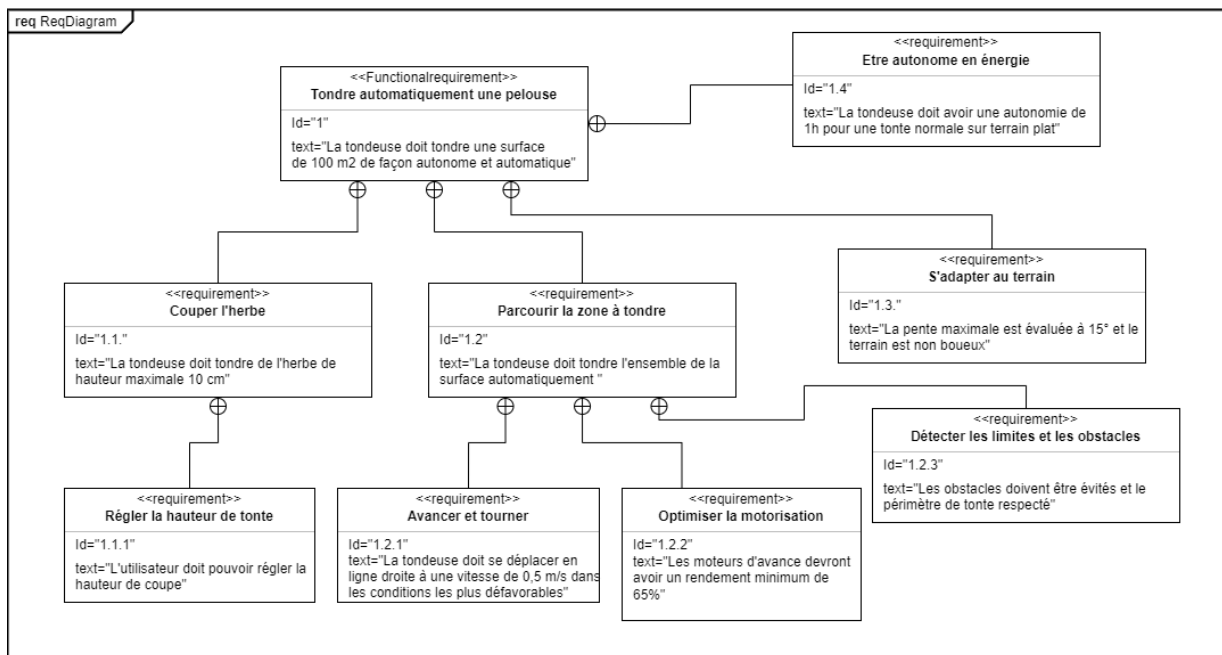 req ReqDiagram
<<requirement>>
Etre autonome en énergie
Id="1.4"
text="La tondeuse doit avoir une autonomie de
1h pour une tonte normale sur terrain plat"
<<Functionalrequirement>>
Tondre automatiquement une pelouse
Id="1"
text="La tondeuse doit tondre une surface
de 100 m2 de façon autonome et automatique"
<<requirement>>
S'adapter au terrain
Id="1.3."
text="La pente maximale est évaluée à 15° et le
terrain est non boueux"
<<requirement>>
Couper l'herbe
Id="1.1."
text="La tondeuse doit tondre de l'herbe de
hauteur maximale 10 cm"
<<requirement>>
Parcourir la zone à tondre
Id="1.2"
text="La tondeuse doit tondre l'ensemble de la
surface automatiquement "
<<requirement>>
Détecter les limites et les obstacles
Id="1.2.3"
text="Les obstacles doivent être évités et le
périmètre de tonte respecté"
<<requirement>>
Régler la hauteur de tonte
Id="1.1.1"
text="L'utilisateur doit pouvoir régler la
hauteur de coupe"
<<requirement>>
Avancer et tourner
Id="1.2.1"
text="La tondeuse doit se déplacer en
ligne droite à une vitesse de 0,5 m/s dans
les conditions les plus défavorables"
<<requirement>>
Optimiser la motorisation
Id="1.2.2"
text="Les moteurs d'avance devront
avoir un rendement minimum de
65%"